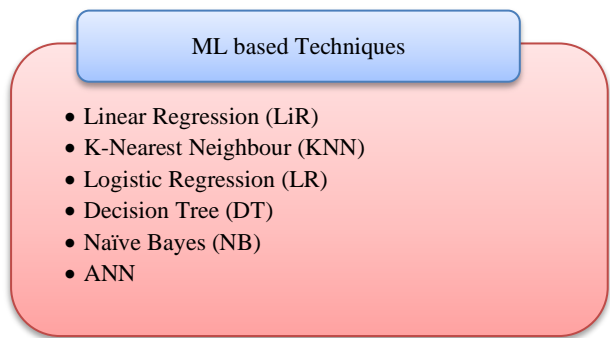 ML based Techniques
• Linear Regression (LiR)
• K-Nearest Neighbour (KNN)
• Logistic Regression (LR)
• Decision Tree (DT)
• Naïve Bayes (NB)
• ANN